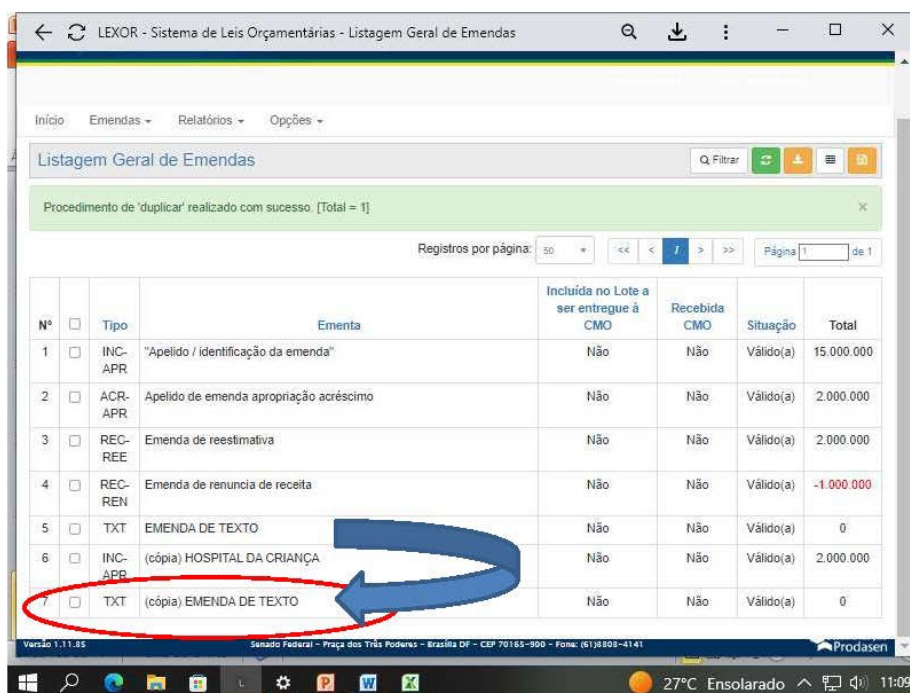 LEXOR - Sistema de Leis Orçamentárias - Listagem Geral de Emendas
Início Emendas Relatórios Opções
Listagem Geral de Emendas Filtrar
Procedimento de 'duplicar' realizado com sucesso. [Total = 1] ×
Registros por página: 50 << < 1 > >> Página 1 de 1
Nº Tipo Ementa Incluída no Lote a ser entregue à CMO Recebida CMO Situação Total
1 INC-APR "Apelido / identificação da emenda" Não Não Válido(a) 15.000.000
2 ACR-APR Apelido de emenda apropriação acréscimo Não Não Válido(a) 2.000.000
3 REC-REE Emenda de reestimativa Não Não Válido(a) 2.000.000
4 REC-REN Emenda de renuncia de receita Não Não Válido(a) -1.000.000
5 TXT EMENDA DE TEXTO Não Não Válido(a) 0
6 INC-APR (cópia) HOSPITAL DA CRIANÇA Não Não Válido(a) 2.000.000
7 TXT (cópia) EMENDA DE TEXTO Não Não Válido(a) 0
Versão 1.11.85 Senado Federal - Praça dos Três Poderes - Brasília DF - CEP 70165-900 - Fone: (61)3303-4141 Prodasen
27°C Ensolarado 11:09